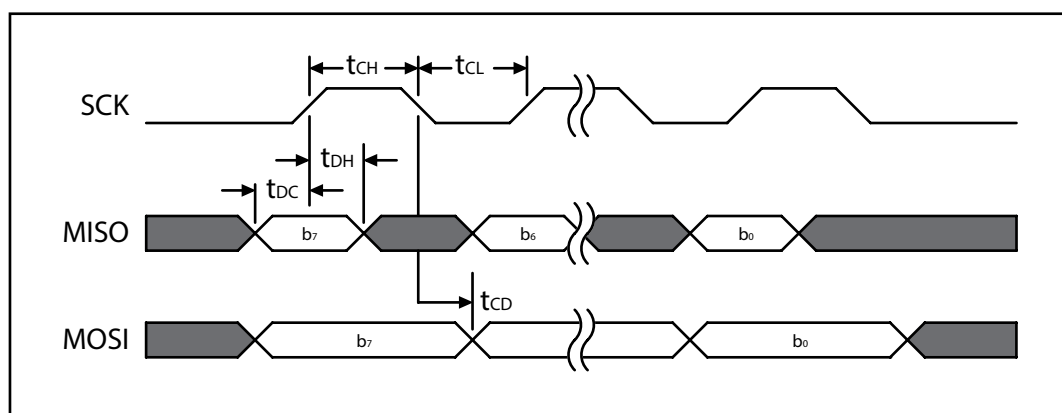 tCH tCL
SCK
tDH
tDC
MISO b7 b6 b0
tCD
MOSI b7 b0